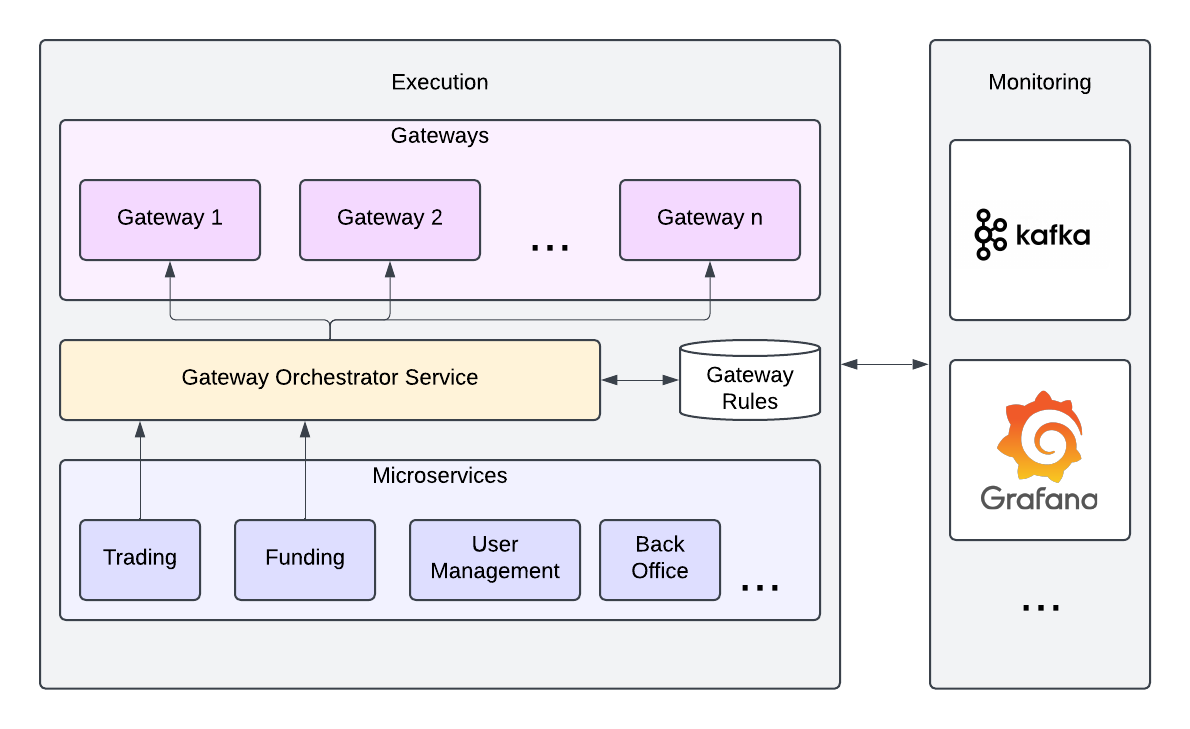 Execution
Monitoring
Gateways
Gateway 1
Gateway 2
...
Gateway n
kafka
Gateway Orchestrator Service
Gateway
Rules
Grafana
Microservices
Trading
Funding
User
Management
Back
Office
...
...